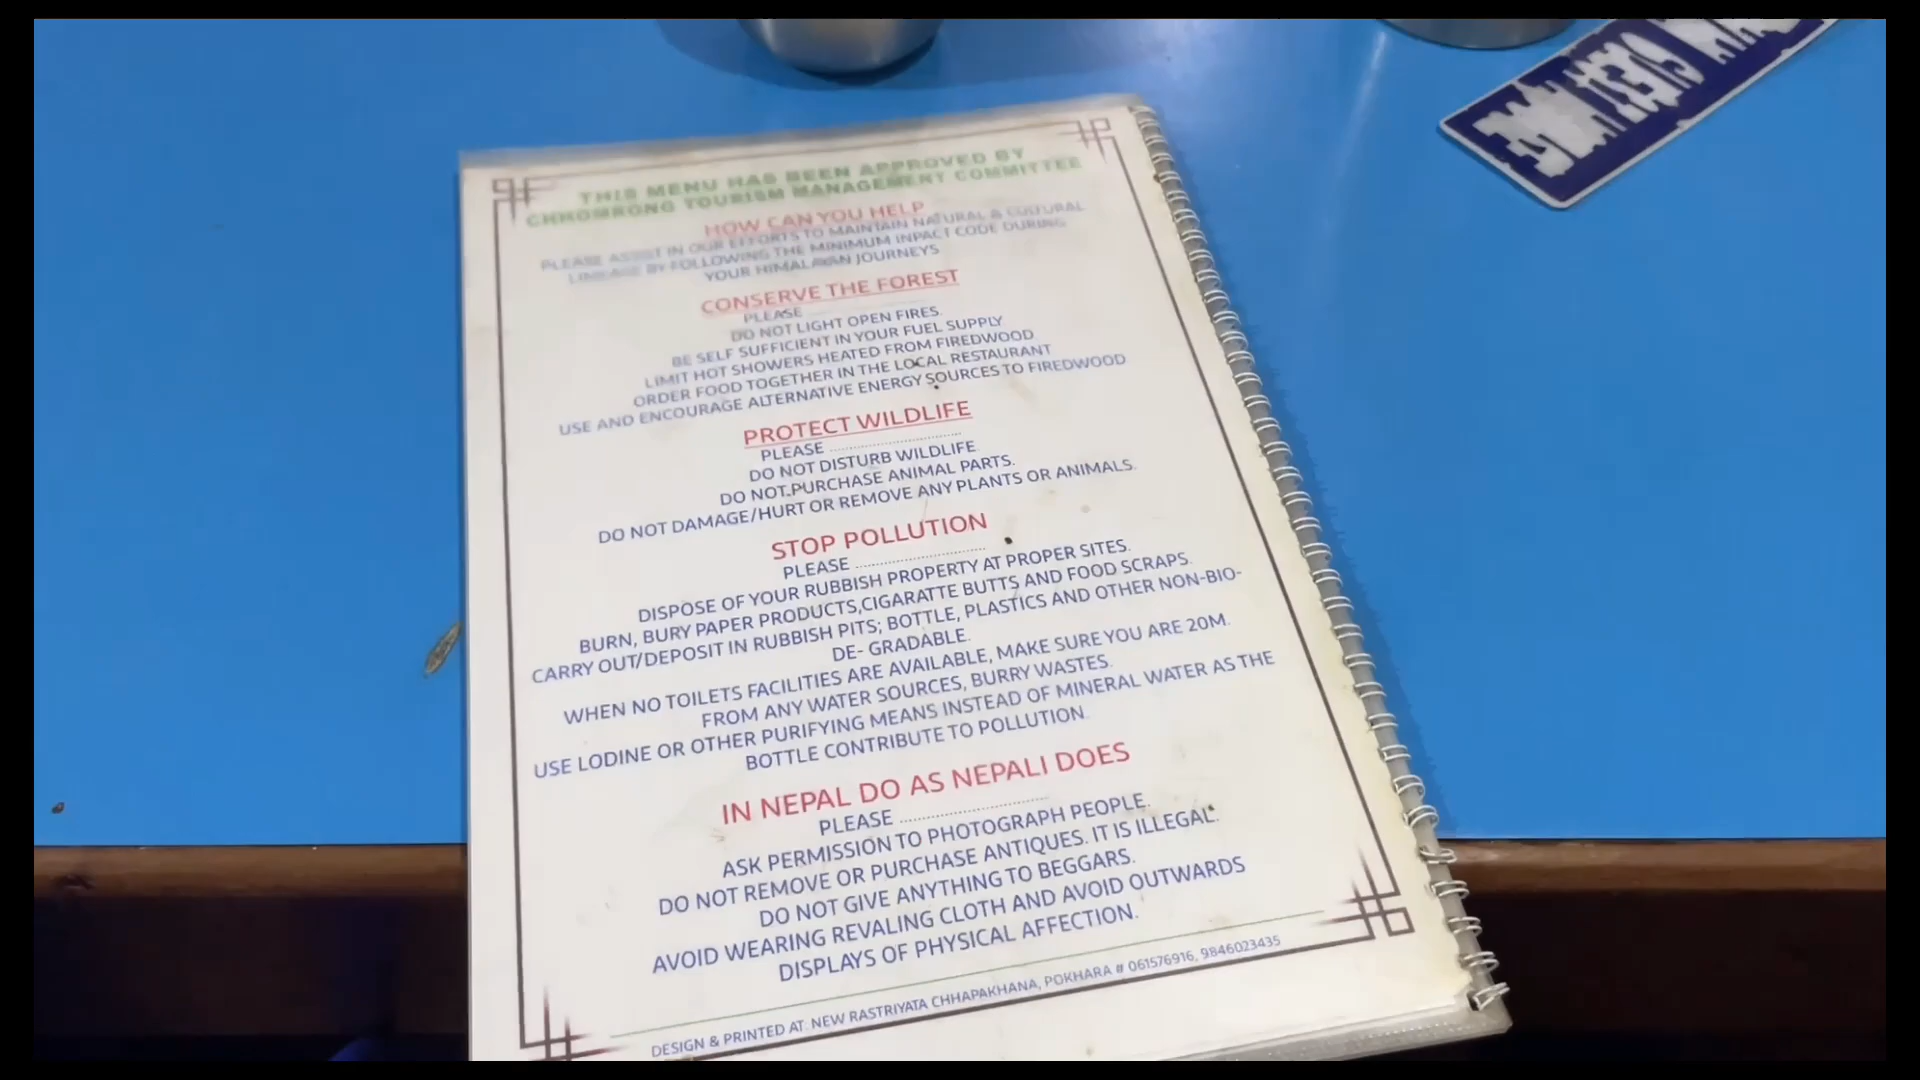 THIS MENU HAS BEEN APPROVED BY
CHHOMRONG TOURISM MANAGEMENT COMMITTEE
HOW CAN YOU HELP
PLEASE ASSIST IN OUR EFFORTS TO MAINTAIN NATURAL & CULTURAL
LINEAGE BY FOLLOWING THE MINIMUM INPACT CODE DURING
YOUR HIMALAYAN JOURNEYS
CONSERVE THE FOREST
PLEASE ....................
DO NOT LIGHT OPEN FIRES.
BE SELF SUFFICIENT IN YOUR FUEL SUPPLY
LIMIT HOT SHOWERS HEATED FROM FIREDWOOD
ORDER FOOD TOGETHER IN THE LOCAL RESTAURANT
USE AND ENCOURAGE ALTERNATIVE ENERGY SOURCES TO FIREDWOOD
PROTECT WILDLIFE
PLEASE ..............................
DO NOT DISTURB WILDLIFE
DO NOT PURCHASE ANIMAL PARTS.
DO NOT DAMAGE/HURT OR REMOVE ANY PLANTS OR ANIMALS.
STOP POLLUTION
PLEASE ..............................
DISPOSE OF YOUR RUBBISH PROPERTY AT PROPER SITES.
BURN, BURY PAPER PRODUCTS,CIGARATTE BUTTS AND FOOD SCRAPS.
CARRY OUT/DEPOSIT IN RUBBISH PITS; BOTTLE, PLASTICS AND OTHER NON-BIO-
DE- GRADABLE.
WHEN NO TOILETS FACILITIES ARE AVAILABLE, MAKE SURE YOU ARE 20M.
FROM ANY WATER SOURCES, BURRY WASTES.
USE LODINE OR OTHER PURIFYING MEANS INSTEAD OF MINERAL WATER AS THE
BOTTLE CONTRIBUTE TO POLLUTION.
IN NEPAL DO AS NEPALI DOES
PLEASE ..............................
ASK PERMISSION TO PHOTOGRAPH PEOPLE.
DO NOT REMOVE OR PURCHASE ANTIQUES. IT IS ILLEGAL.
DO NOT GIVE ANYTHING TO BEGGARS.
AVOID WEARING REVALING CLOTH AND AVOID OUTWARDS
DISPLAYS OF PHYSICAL AFFECTION.
DESIGN & PRINTED AT: NEW RASTRIYATA CHHAPAKHANA, POKHARA # 061576916, 9846023435